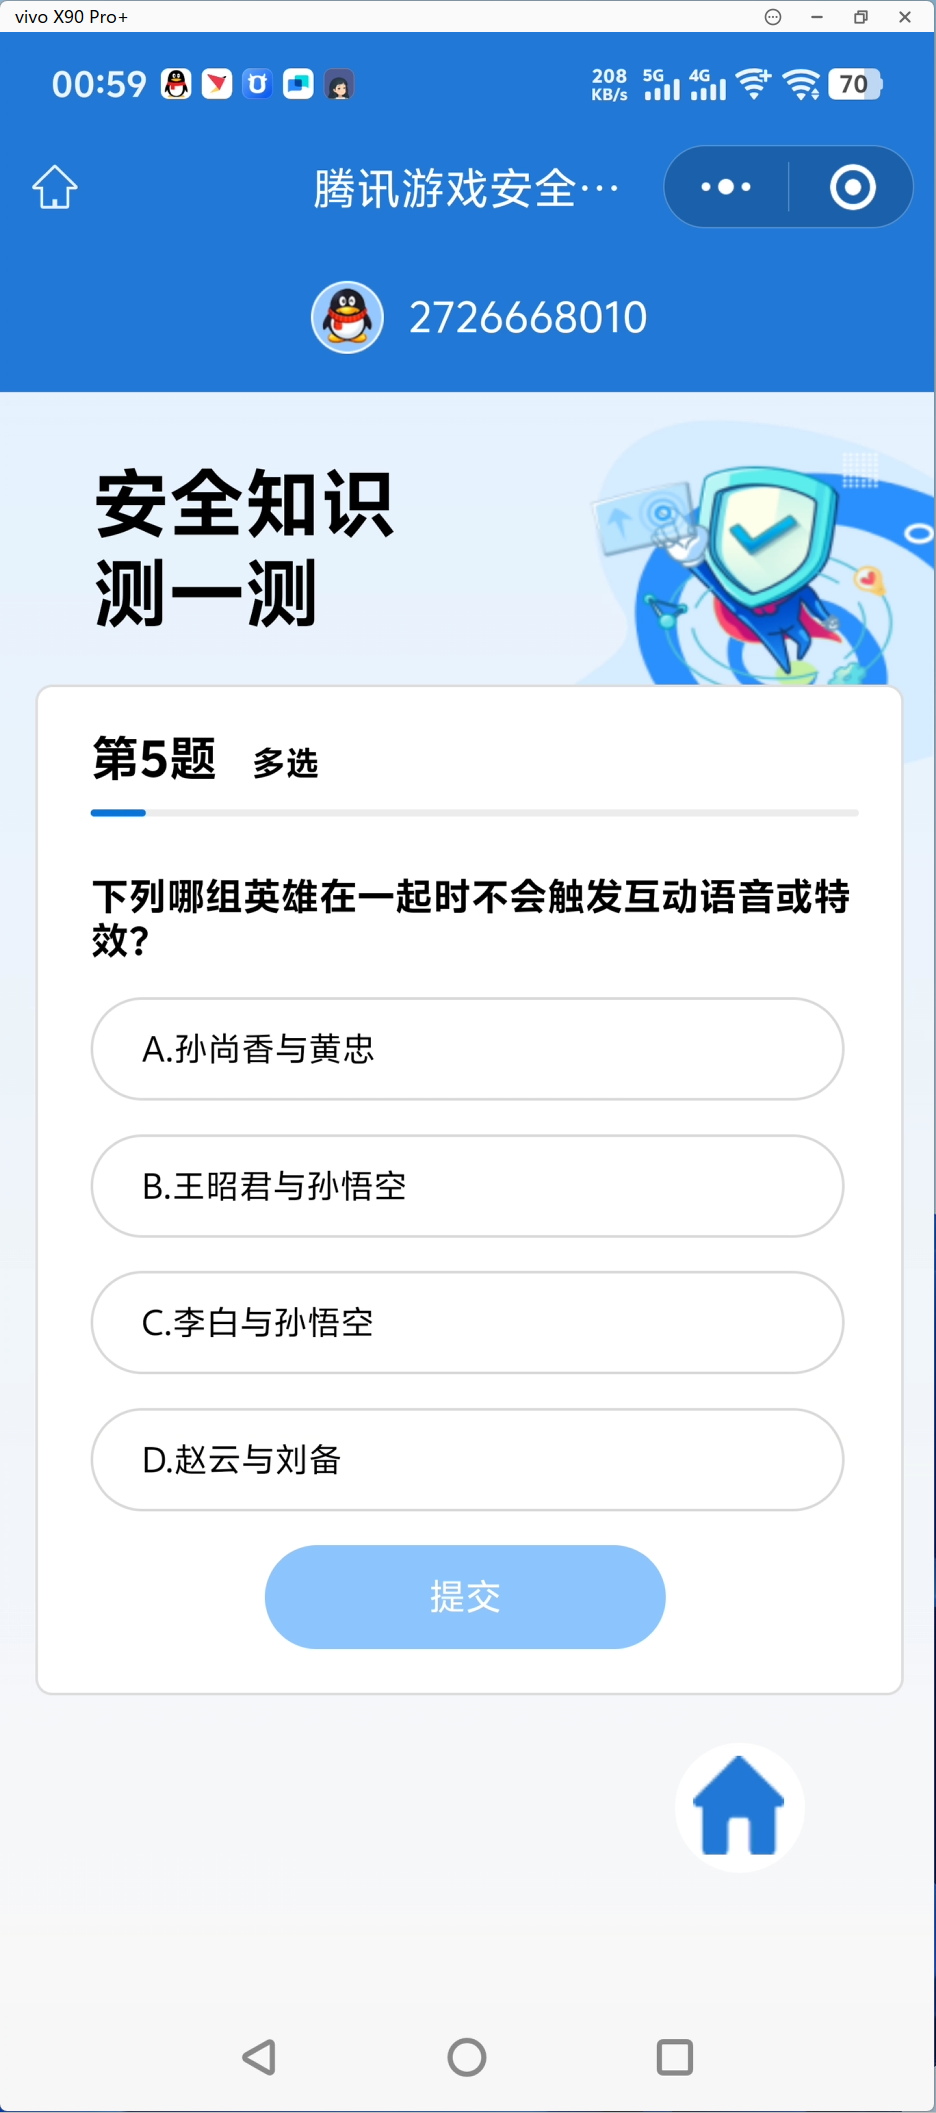 vivo X90 Pro+
00:59
208 KB/s 5G 4G 70
腾讯游戏安全···
2726668010
安全知识
测一测
第5题 多选
下列哪组英雄在一起时不会触发互动语音或特
效？
A.孙尚香与黄忠
B.王昭君与孙悟空
C.李白与孙悟空
D.赵云与刘备
提交